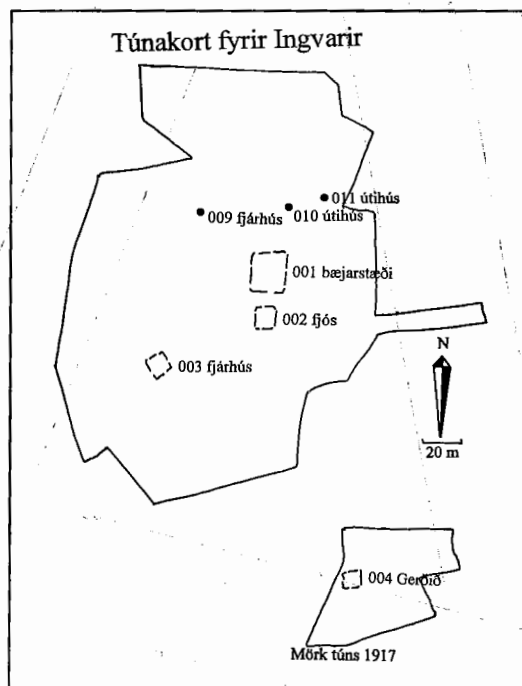 Túnakort fyrir Ingvarir
011 útihús
009 fjárhús
010 útihús
001 bæjarstæði
002 fjós
003 fjárhús
N
20 m
004 Gerðið
Mörk túns 1917